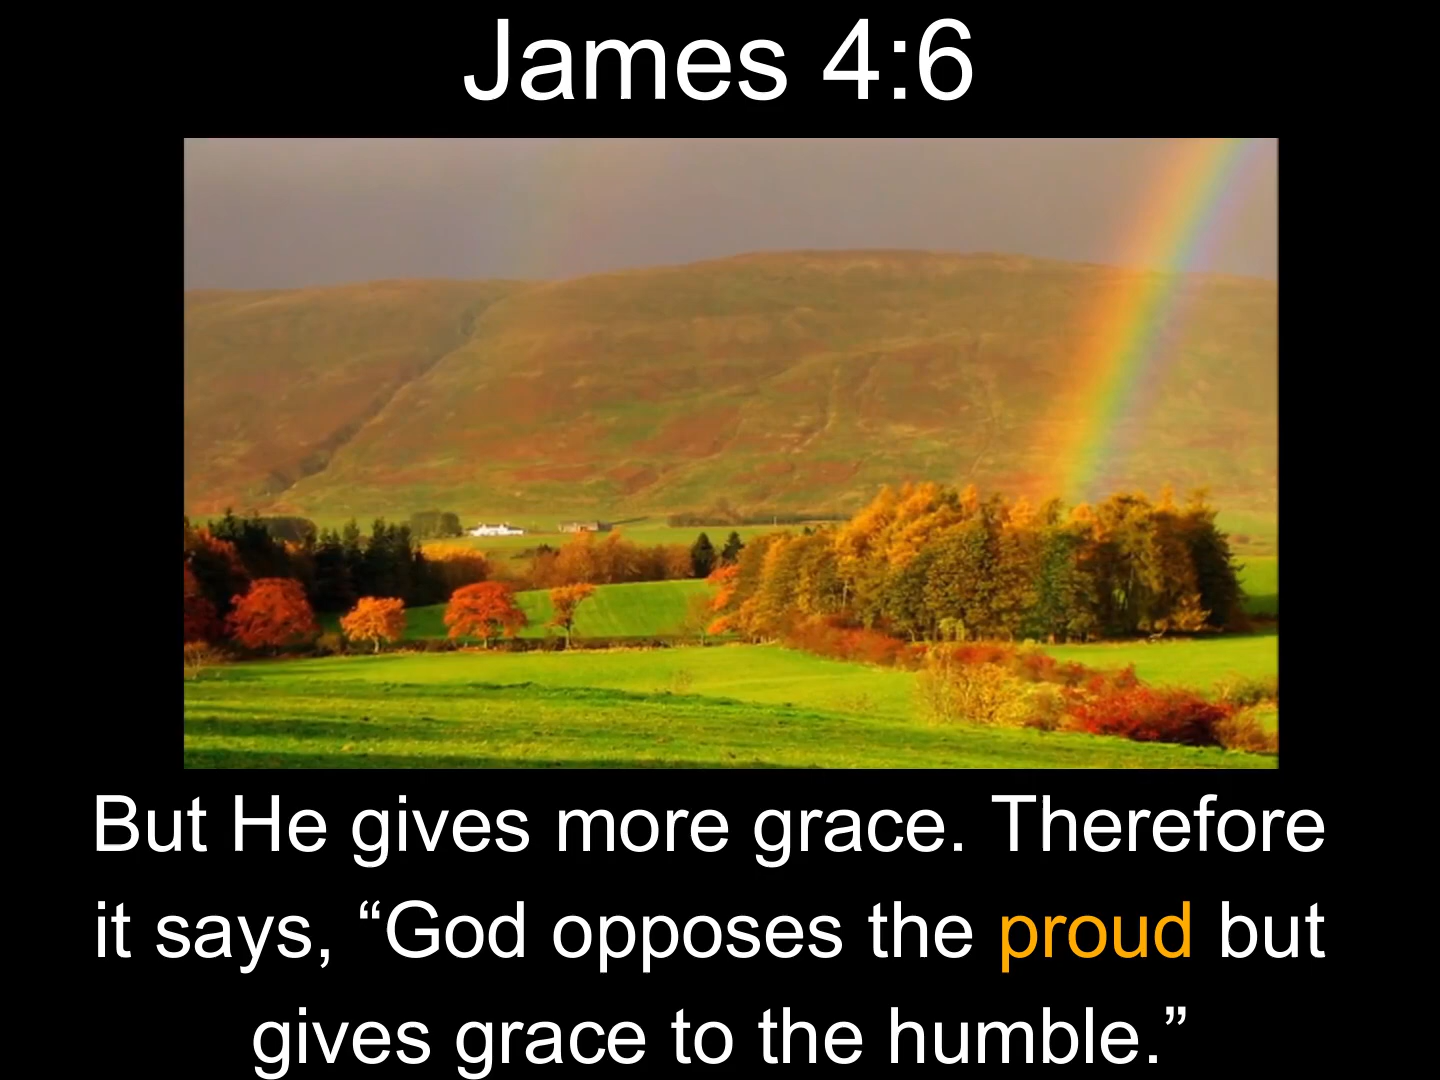 James 4:6
But He gives more grace. Therefore
it says, “God opposes the proud but
gives grace to the humble.”